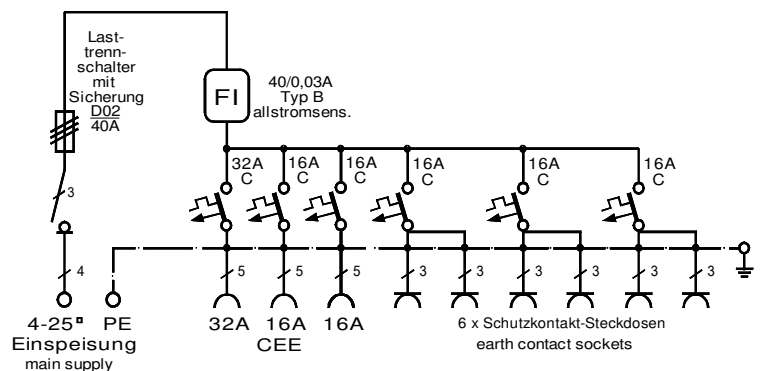 Last-
trenn-
schalter
mit
Sicherung
D02
40A
FI
40/0,03A
Typ B
allstromsens.
32A
C
16A
C
16A
C
16A
C
16A
C
16A
C
3
4
5
5
5
3
3
3
3
3
3
4-25¤ PE
Einspeisung
main supply
32A 16A 16A
CEE
6 x Schutzkontakt-Steckdosen
earth contact sockets